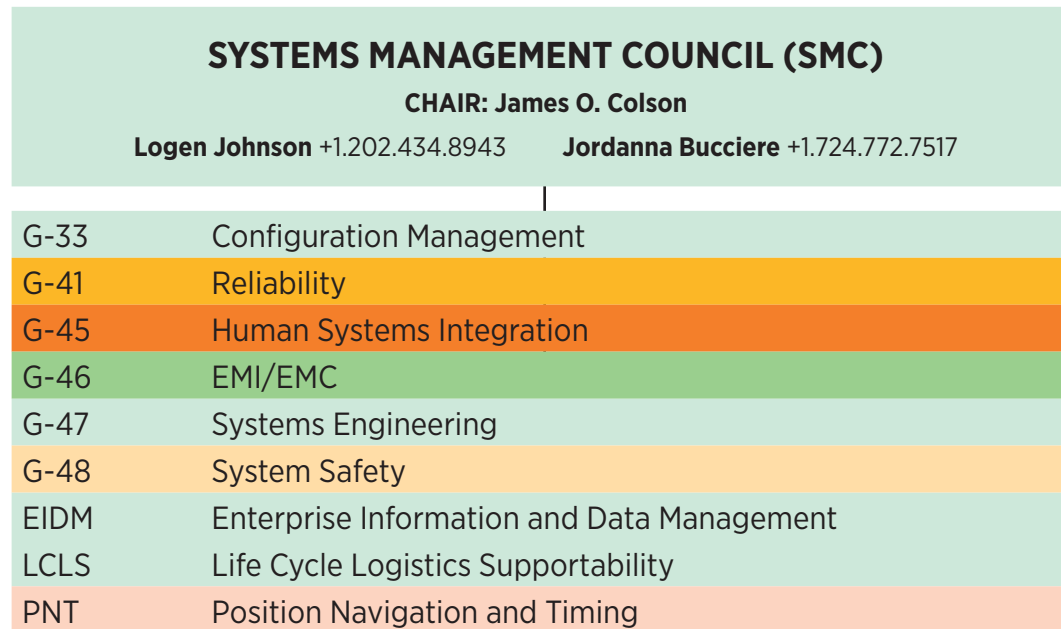 SYSTEMS MANAGEMENT COUNCIL (SMC)
CHAIR: James O. Colson
Logen Johnson +1.202.434.8943 Jordanna Bucciere +1.724.772.7517
G-33 Configuration Management
G-41 Reliability
G-45 Human Systems Integration
G-46 EMI/EMC
G-47 Systems Engineering
G-48 System Safety
EIDM Enterprise Information and Data Management
LCLS Life Cycle Logistics Supportability
PNT Position Navigation and Timing